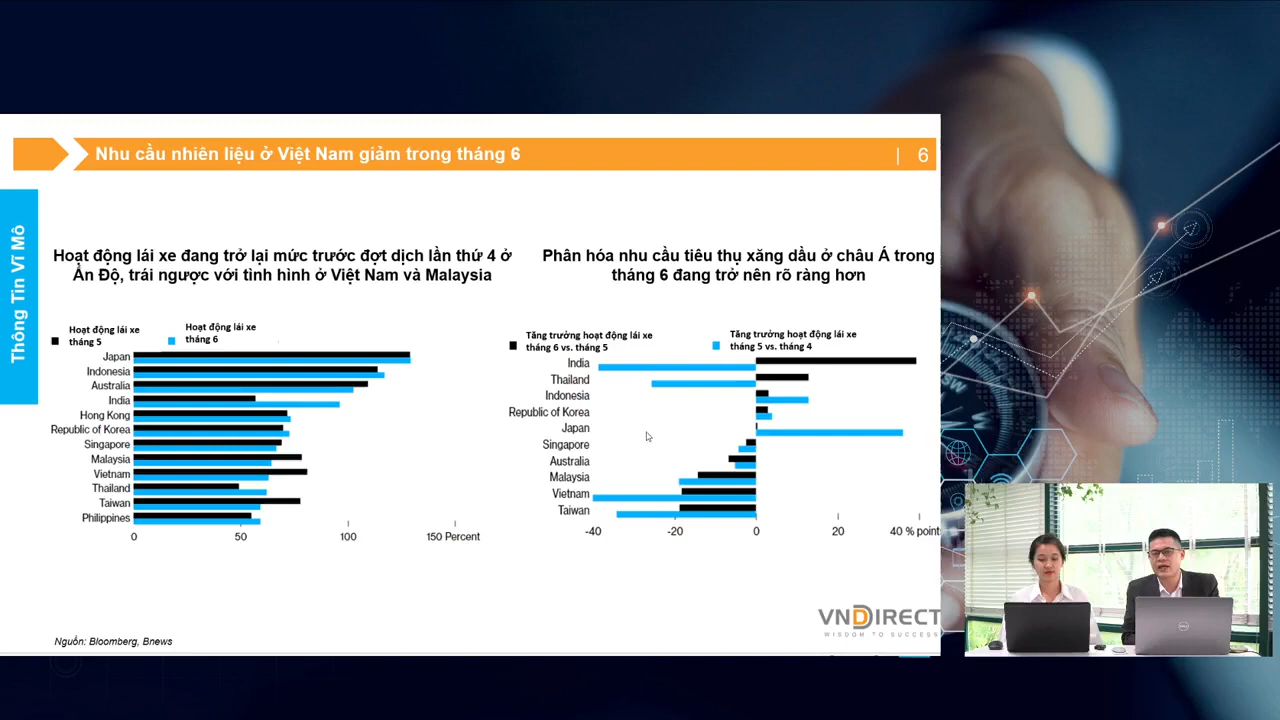 Nhu cầu nhiên liệu ở Việt Nam giảm trong tháng 6
| 6
Thông Tin Vĩ Mô
Hoạt động lái xe đang trở lại mức trước đợt dịch lần thứ 4 ở
Ấn Độ, trái ngược với tình hình ở Việt Nam và Malaysia
Hoạt động lái xe
tháng 5
Hoạt động lái xe
tháng 6
Japan
Indonesia
Australia
India
Hong Kong
Republic of Korea
Singapore
Malaysia
Vietnam
Thailand
Taiwan
Philippines
0 50 100 150 Percent
Phân hóa nhu cầu tiêu thụ xăng dầu ở châu Á trong
tháng 6 đang trở nên rõ ràng hơn
Tăng trưởng hoạt động lái xe
tháng 6 vs. tháng 5
Tăng trưởng hoạt động lái xe
tháng 5 vs. tháng 4
India
Thailand
Indonesia
Republic of Korea
Japan
Singapore
Australia
Malaysia
Vietnam
Taiwan
-40 -20 0 20 40 % point
VNDIRECT
WISDOM TO SUCCESS
Nguồn: Bloomberg, Bnews
DELL